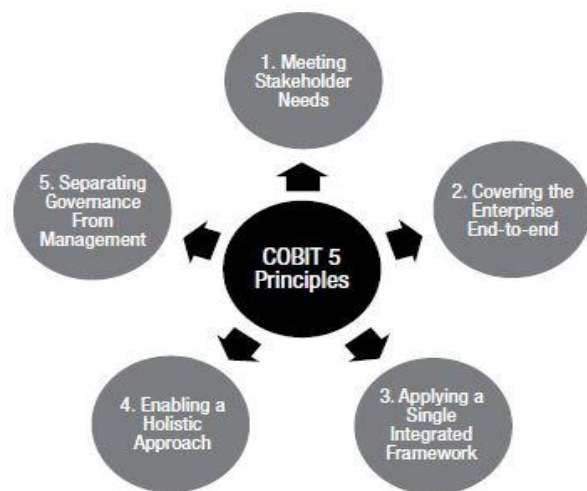 1. Meeting
Stakeholder
Needs
2. Covering the
Enterprise
End-to-end
3. Applying a
Single
Integrated
Framework
4. Enabling a
Holistic
Approach
5. Separating
Governance
From
Management
COBIT 5
Principles